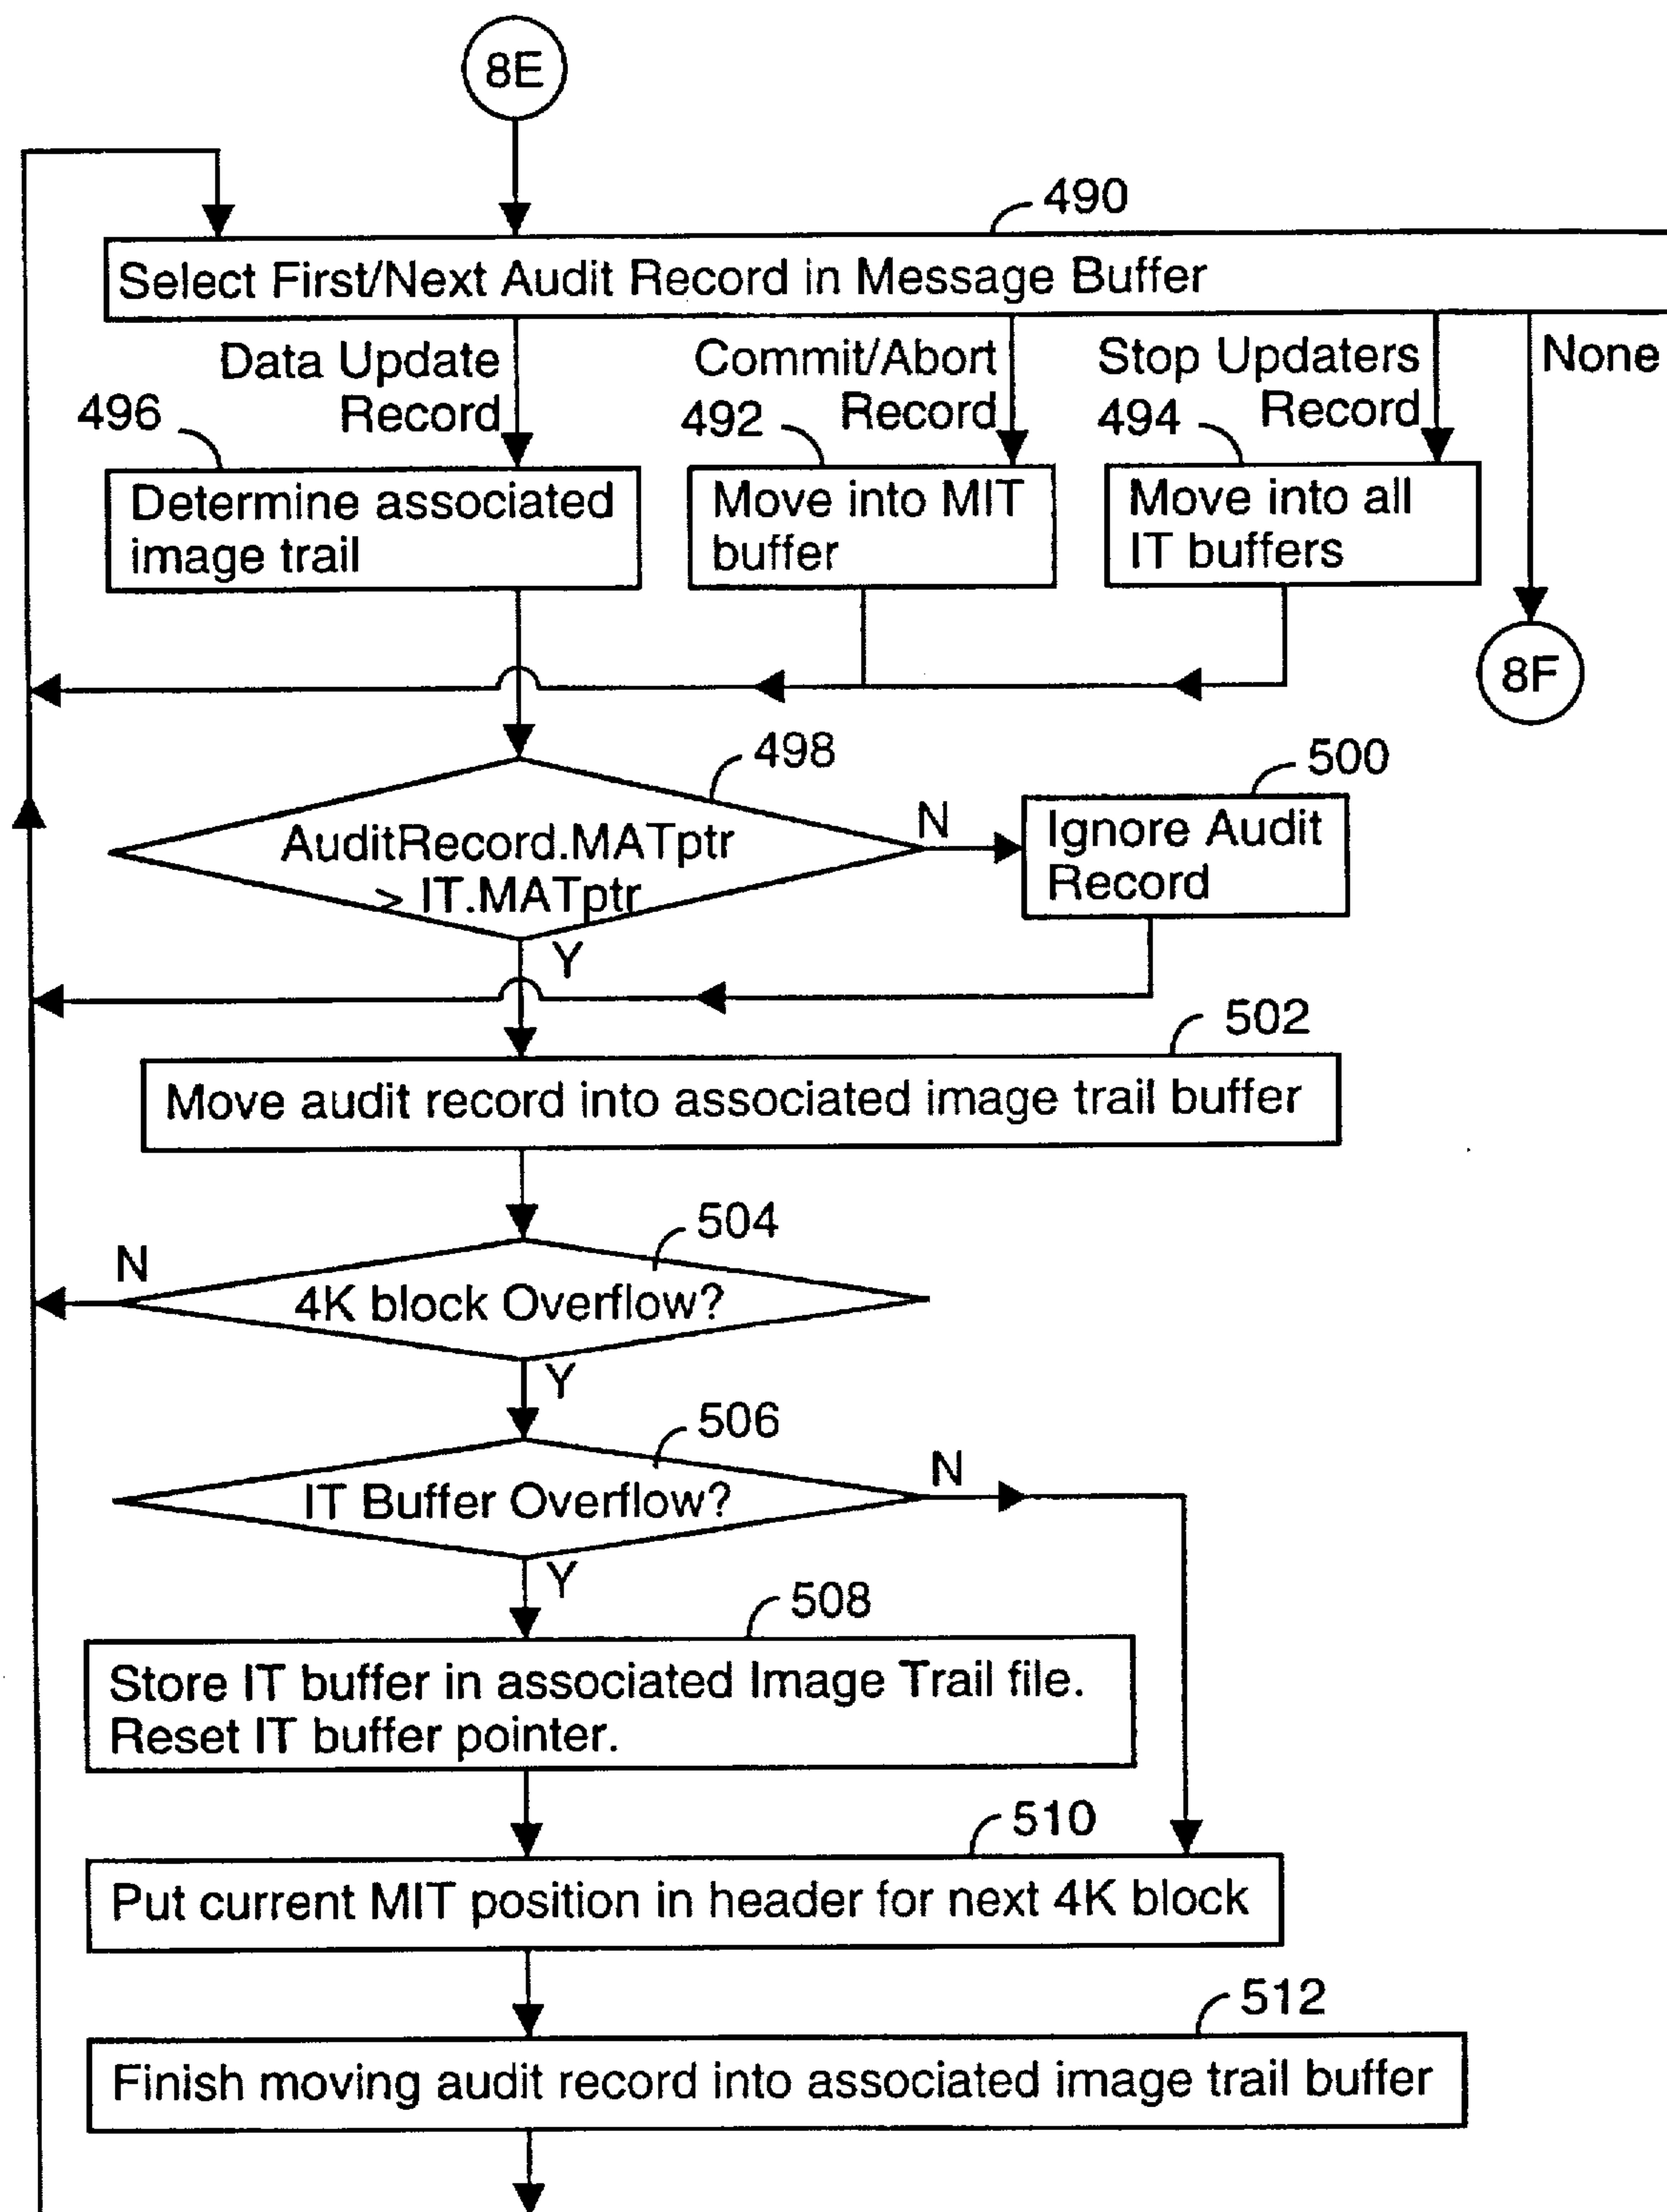 8E
490
Select First/Next Audit Record in Message Buffer
Data Update
Record
Commit/Abort
Record
Stop Updaters
Record
None
496
492
494
Determine associated
image trail
Move into MIT
buffer
Move into all
IT buffers
8F
498
AuditRecord.MATptr
> IT.MATptr
N
Y
500
Ignore Audit
Record
502
Move audit record into associated image trail buffer
504
4K block Overflow?
N
Y
506
IT Buffer Overflow?
N
Y
508
Store IT buffer in associated Image Trail file.
Reset IT buffer pointer.
510
Put current MIT position in header for next 4K block
512
Finish moving audit record into associated image trail buffer